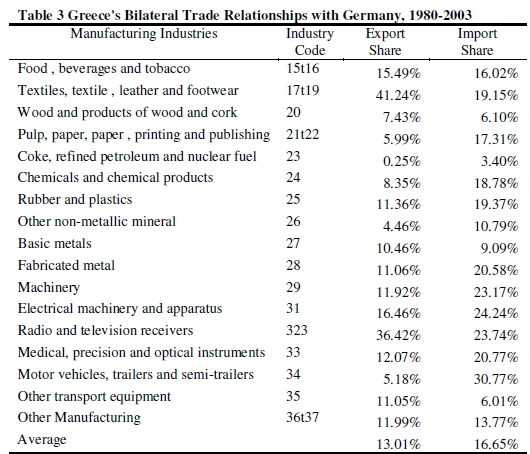 Table 3 Greece's Bilateral Trade Relationships with Germany, 1980-2003
Manufacturing Industries Industry Code Export Share Import Share
Food , beverages and tobacco 15t16 15.49% 16.02%
Textiles, textile , leather and footwear 17t19 41.24% 19.15%
Wood and products of wood and cork 20 7.43% 6.10%
Pulp, paper, paper , printing and publishing 21t22 5.99% 17.31%
Coke, refined petroleum and nuclear fuel 23 0.25% 3.40%
Chemicals and chemical products 24 8.35% 18.78%
Rubber and plastics 25 11.36% 19.37%
Other non-metallic mineral 26 4.46% 10.79%
Basic metals 27 10.46% 9.09%
Fabricated metal 28 11.06% 20.58%
Machinery 29 11.92% 23.17%
Electrical machinery and apparatus 31 16.46% 24.24%
Radio and television receivers 323 36.42% 23.74%
Medical, precision and optical instruments 33 12.07% 20.77%
Motor vehicles, trailers and semi-trailers 34 5.18% 30.77%
Other transport equipment 35 11.05% 6.01%
Other Manufacturing 36t37 11.99% 13.77%
Average 13.01% 16.65%